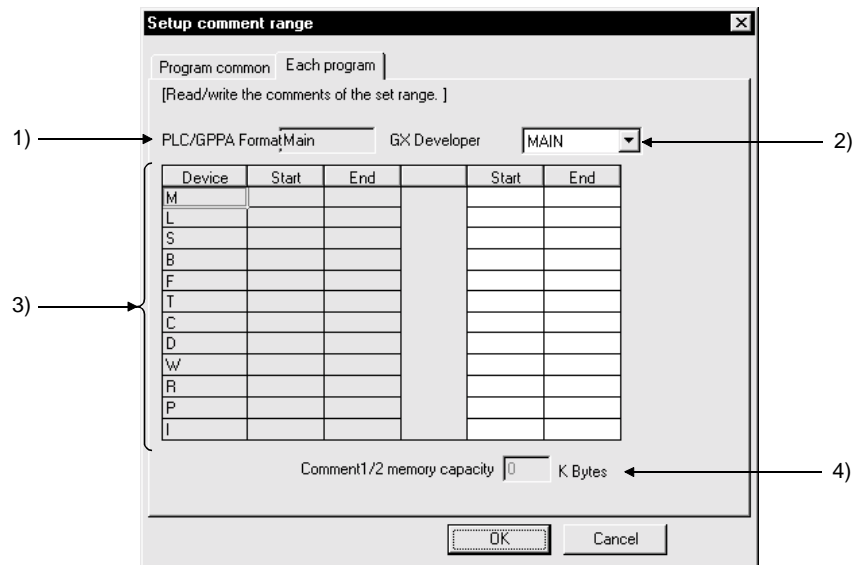 Setup comment range
Program common Each program
[Read/write the comments of the set range. ]
1) PLC/GPPA Format Main GX Developer MAIN 2)
Device Start End Start End
M
L
S
B
F
3) T
C
D
W
R
P
I
Comment1/2 memory capacity 0 K Bytes 4)
OK Cancel